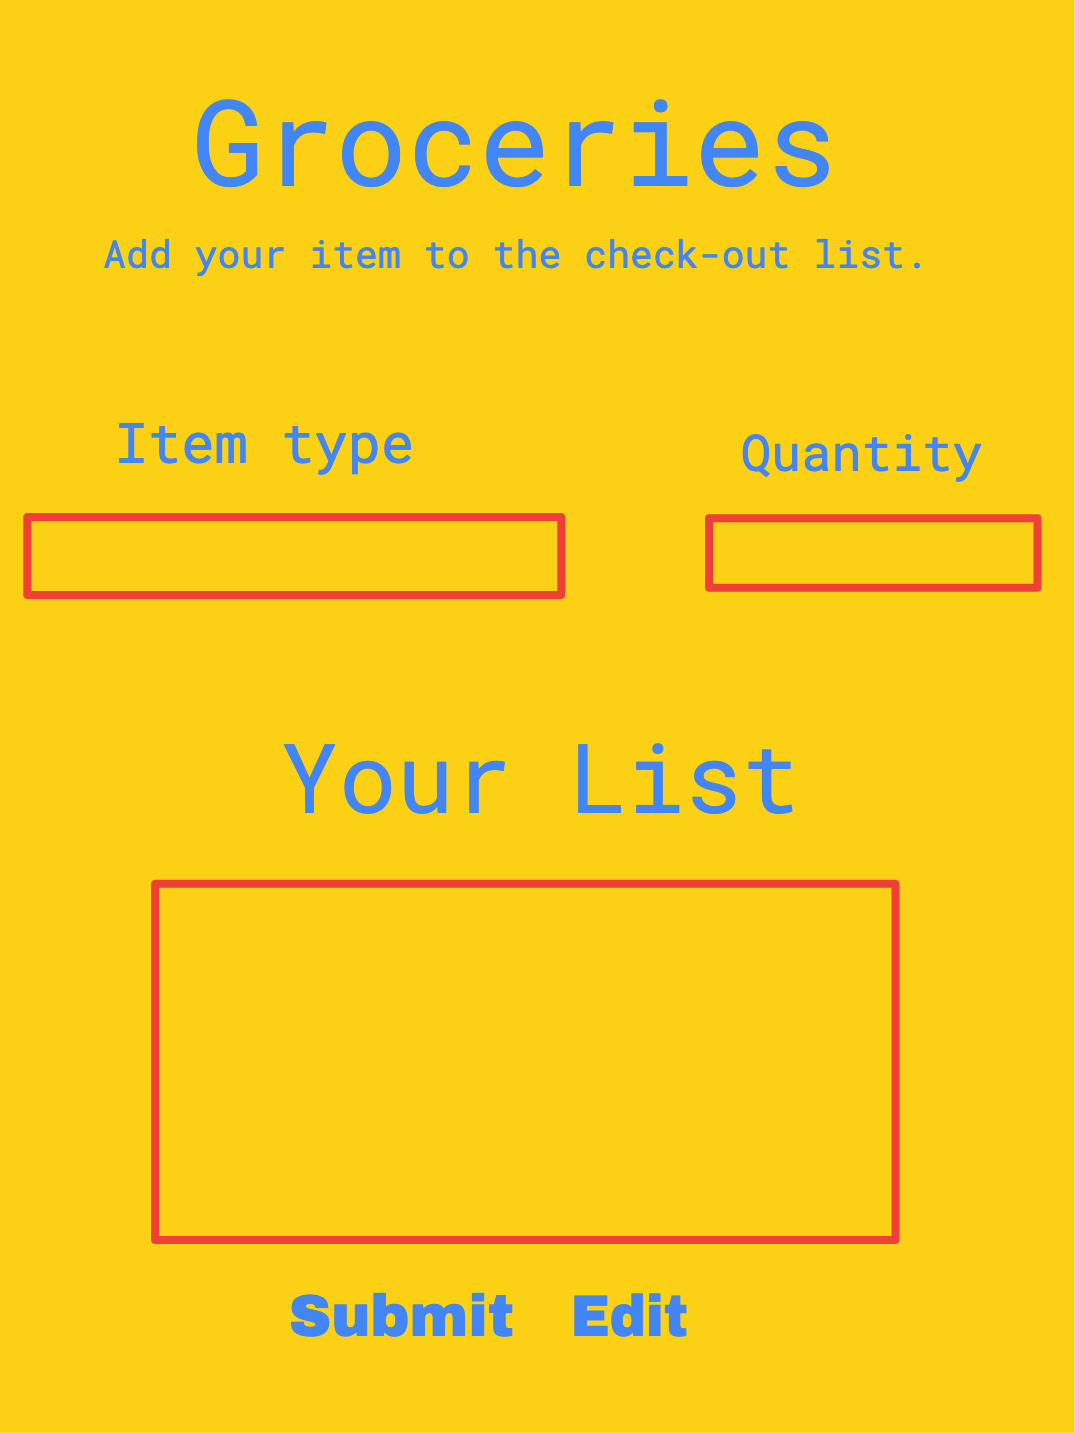 Groceries
Add your item to the check-out list.
Item type
Quantity
Your List
Submit Edit